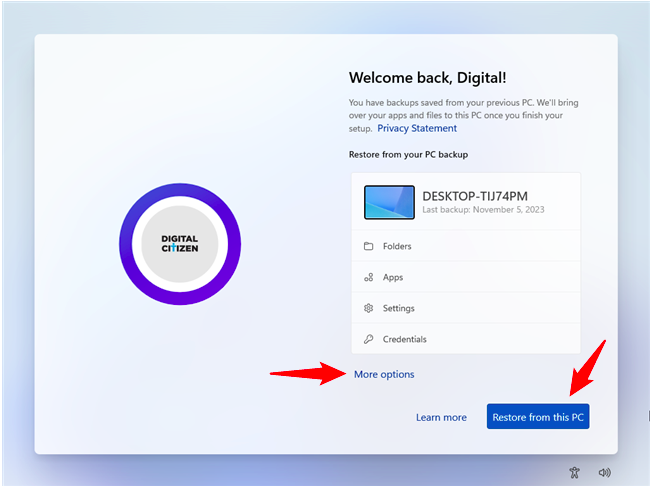 Welcome back, Digital!
You have backups saved from your previous PC. We'll bring
over your apps and files to this PC once you finish your
setup. Privacy Statement
Restore from your PC backup
DESKTOP-TIJ74PM
Last backup: November 5, 2023
DIGITAL
CITIZEN
Folders
Apps
Settings
Credentials
More options
Learn more
Restore from this PC